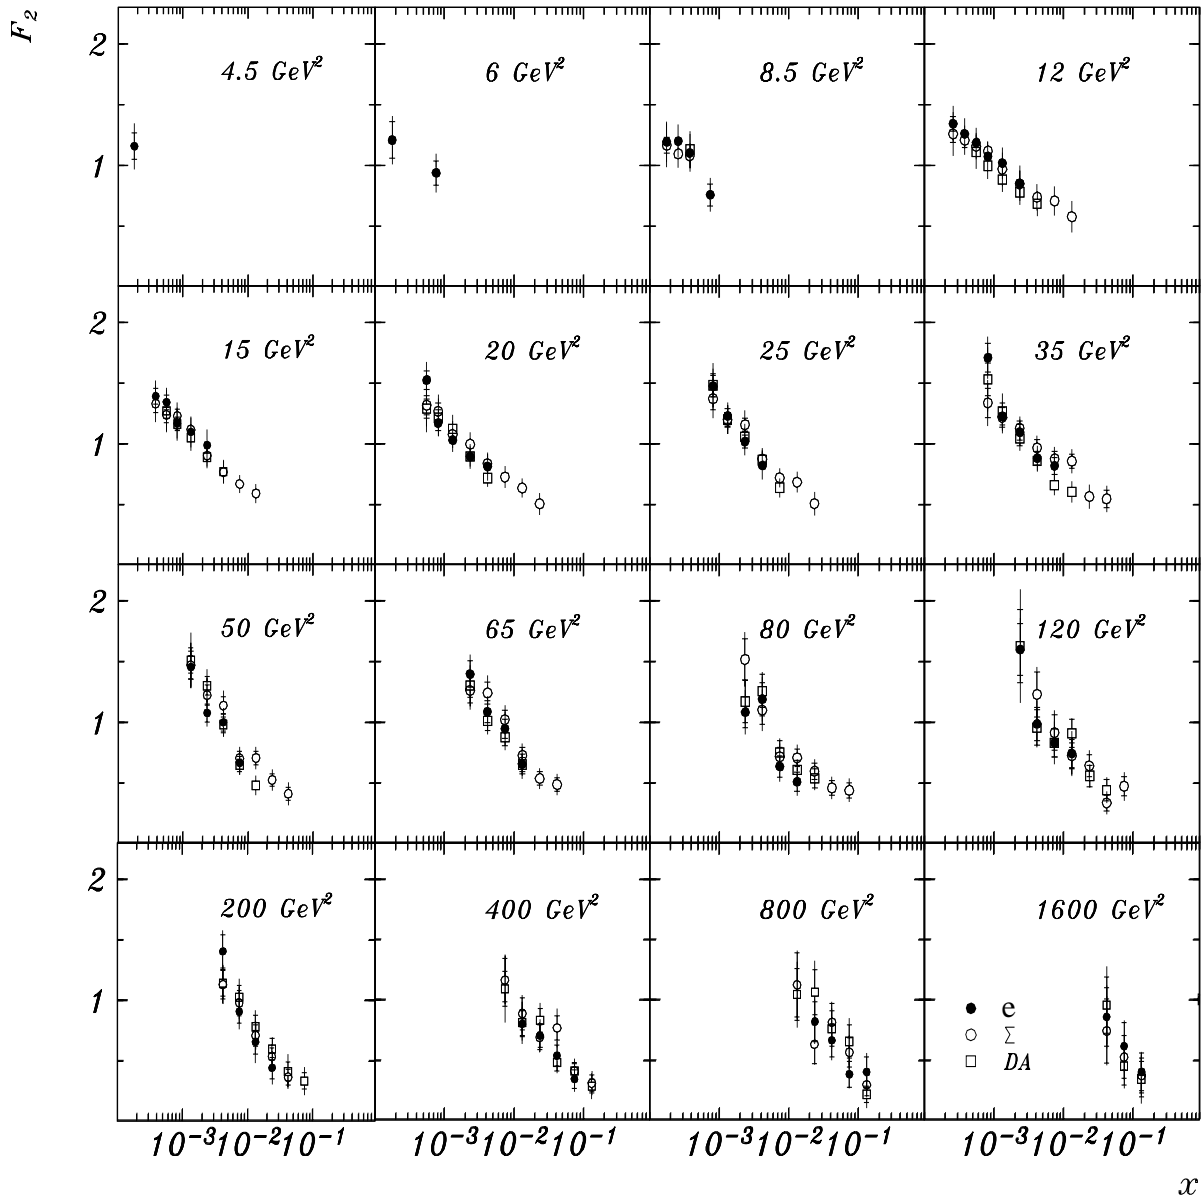 F₂
2 4.5 GeV² 6 GeV² 8.5 GeV² 12 GeV²
1
2 15 GeV² 20 GeV² 25 GeV² 35 GeV²
1
2 50 GeV² 65 GeV² 80 GeV² 120 GeV²
1
2 200 GeV² 400 GeV² 800 GeV² 1600 GeV²
1 e
Σ
DA
10⁻³ 10⁻² 10⁻¹ 10⁻³ 10⁻² 10⁻¹ 10⁻³ 10⁻² 10⁻¹ 10⁻³ 10⁻² 10⁻¹
x